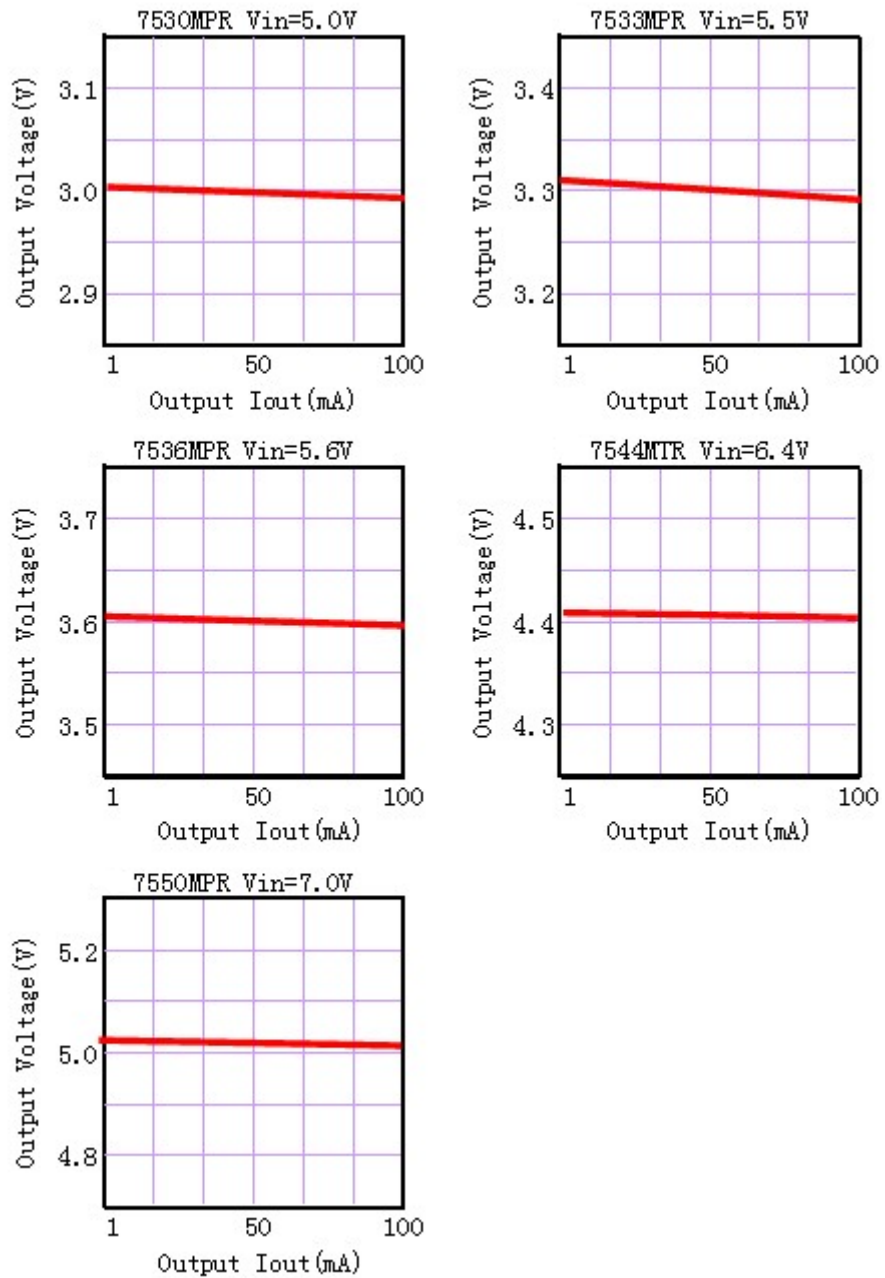 7530MPR Vin=5.0V
Output Voltage(V)
3.1
3.0
2.9
1 50 100
Output Iout(mA)
7533MPR Vin=5.5V
Output Voltage(V)
3.4
3.3
3.2
1 50 100
Output Iout(mA)
7536MPR Vin=5.6V
Output Voltage(V)
3.7
3.6
3.5
1 50 100
Output Iout(mA)
7544MTR Vin=6.4V
Output Voltage(V)
4.5
4.4
4.3
1 50 100
Output Iout(mA)
7550MPR Vin=7.0V
Output Voltage(V)
5.2
5.0
4.8
1 50 100
Output Iout(mA)